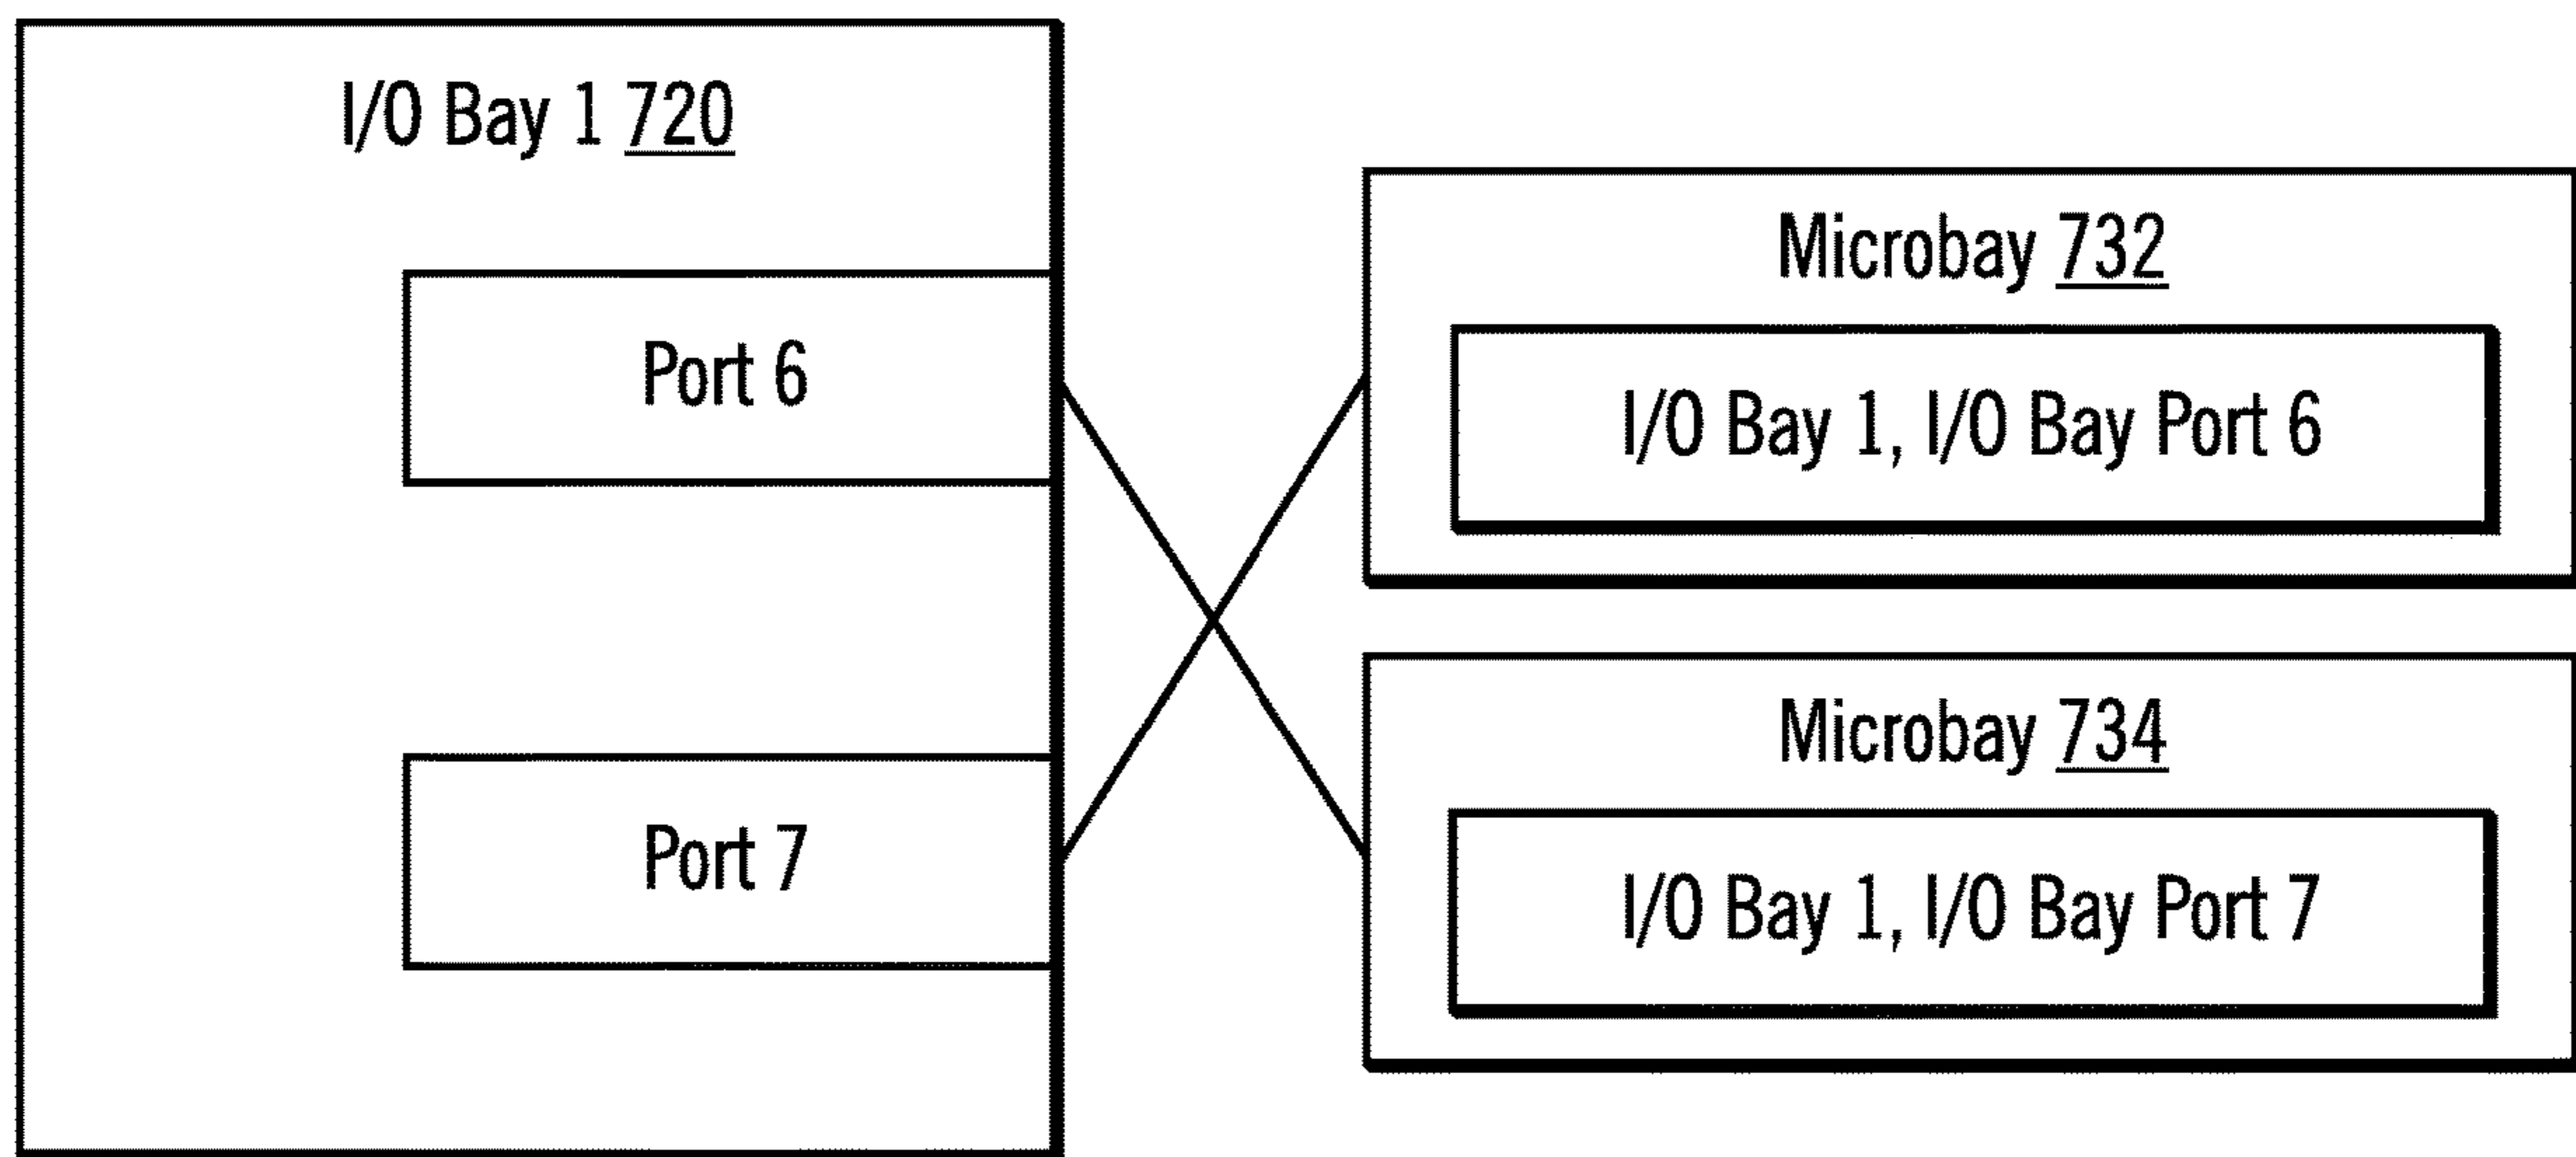 I/O Bay 1 720
Port 6
Port 7
Microbay 732
I/O Bay 1, I/O Bay Port 6
Microbay 734
I/O Bay 1, I/O Bay Port 7